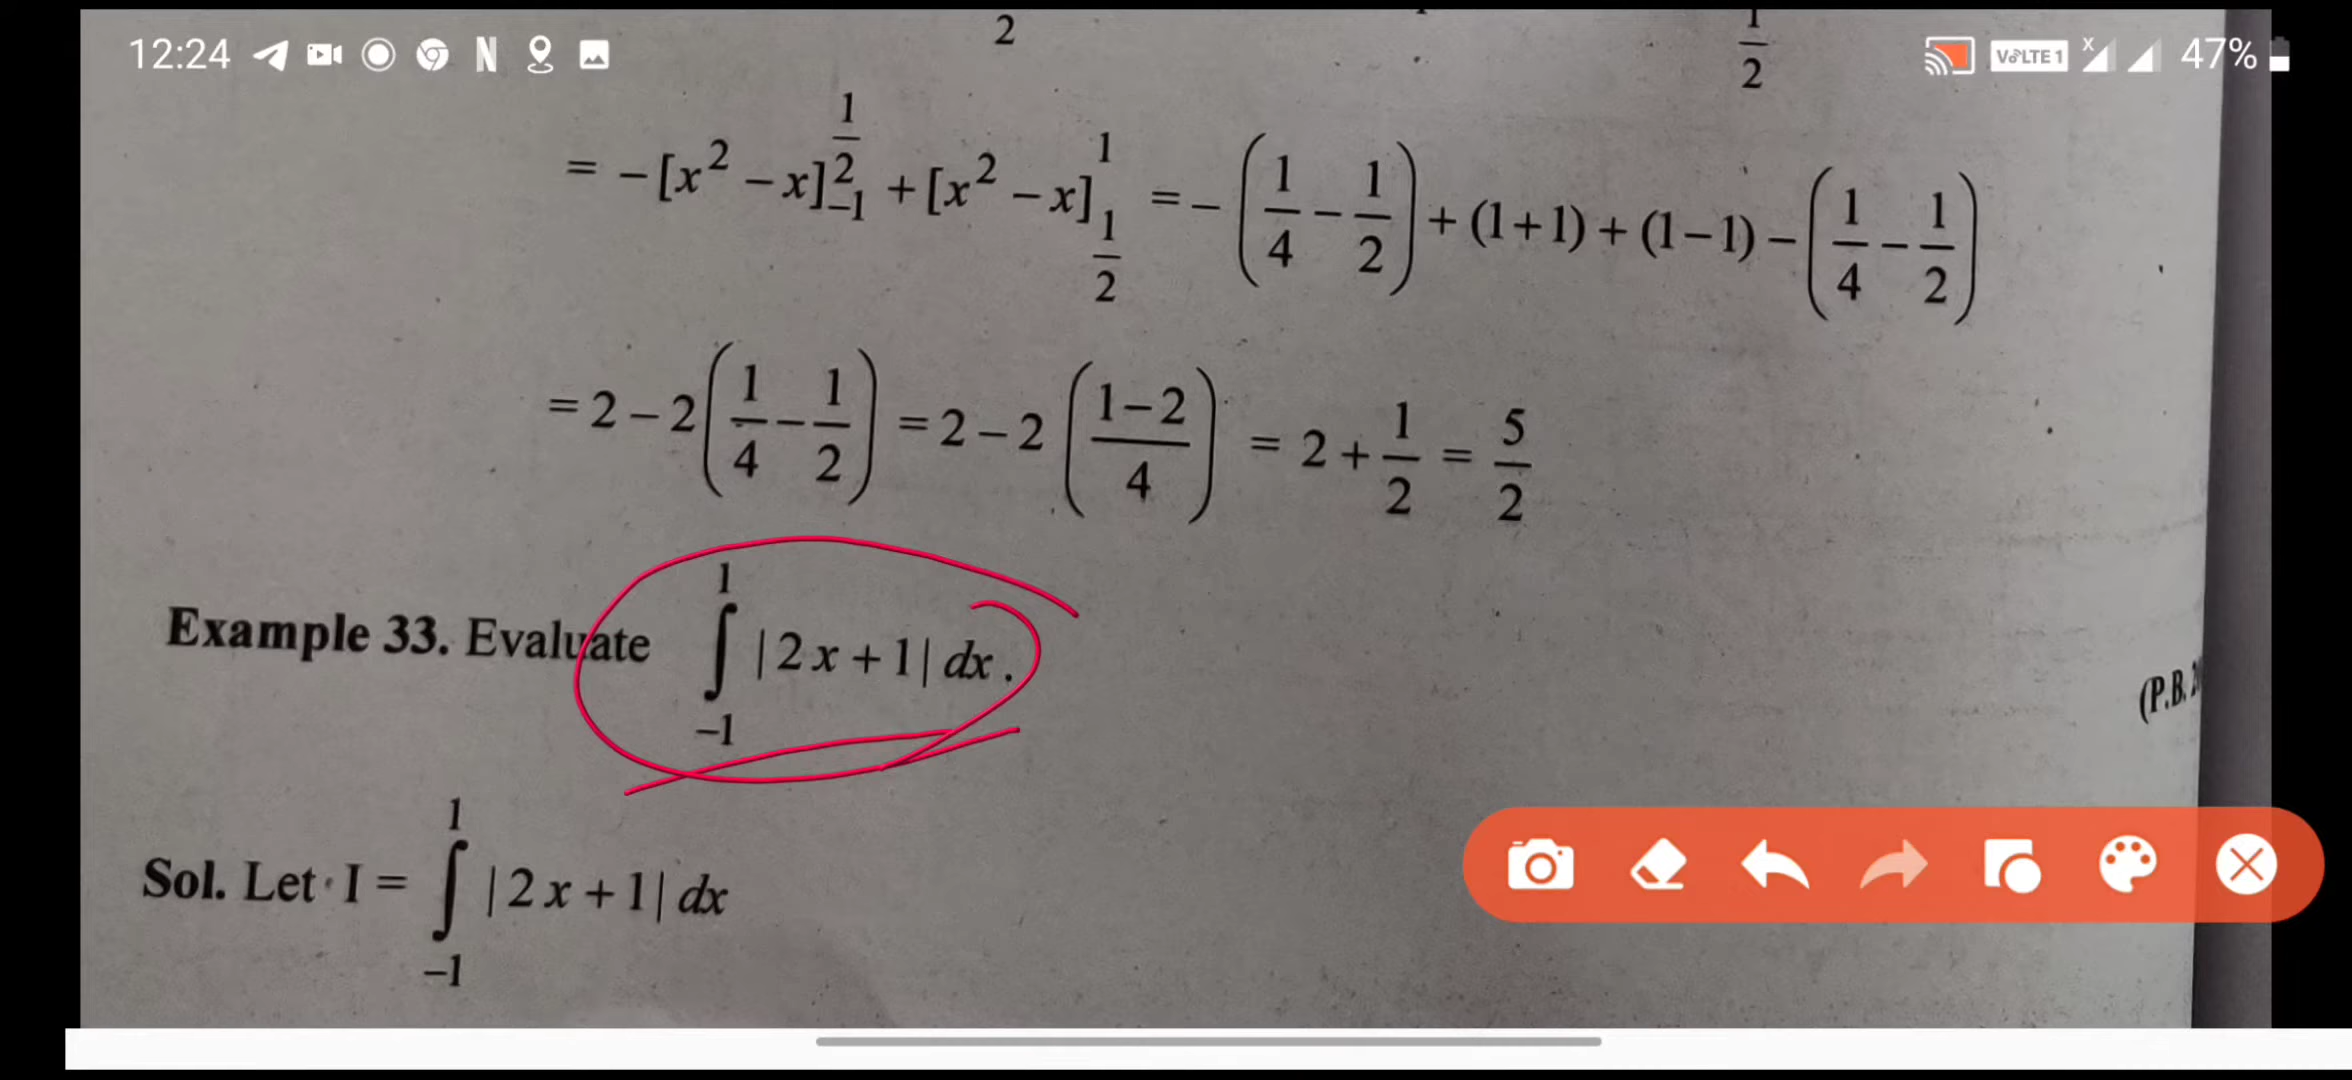 2
1/2
12:24 N VoLTE 1 x 47%
= −[x² − x]₋₁^(1/2) + [x² − x]_(1/2)^1 = −(1/4 − 1/2) + (1+1) + (1−1) − (1/4 − 1/2)
= 2 − 2(1/4 − 1/2) = 2 − 2((1−2)/4) = 2 + 1/2 = 5/2
Example 33. Evaluate ∫₋₁^1 |2x + 1| dx.
(P.B.
Sol. Let I = ∫₋₁^1 |2x + 1| dx